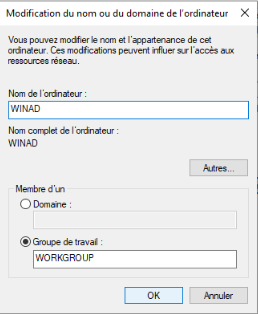 Modification du nom ou du domaine de l'ordinateur
Vous pouvez modifier le nom et l'appartenance de cet
ordinateur. Ces modifications peuvent influer sur l'accès aux
ressources réseau.
Nom de l'ordinateur :
WINAD
Nom complet de l'ordinateur :
WINAD
Autres...
Membre d'un
Domaine :
Groupe de travail :
WORKGROUP
OK Annuler